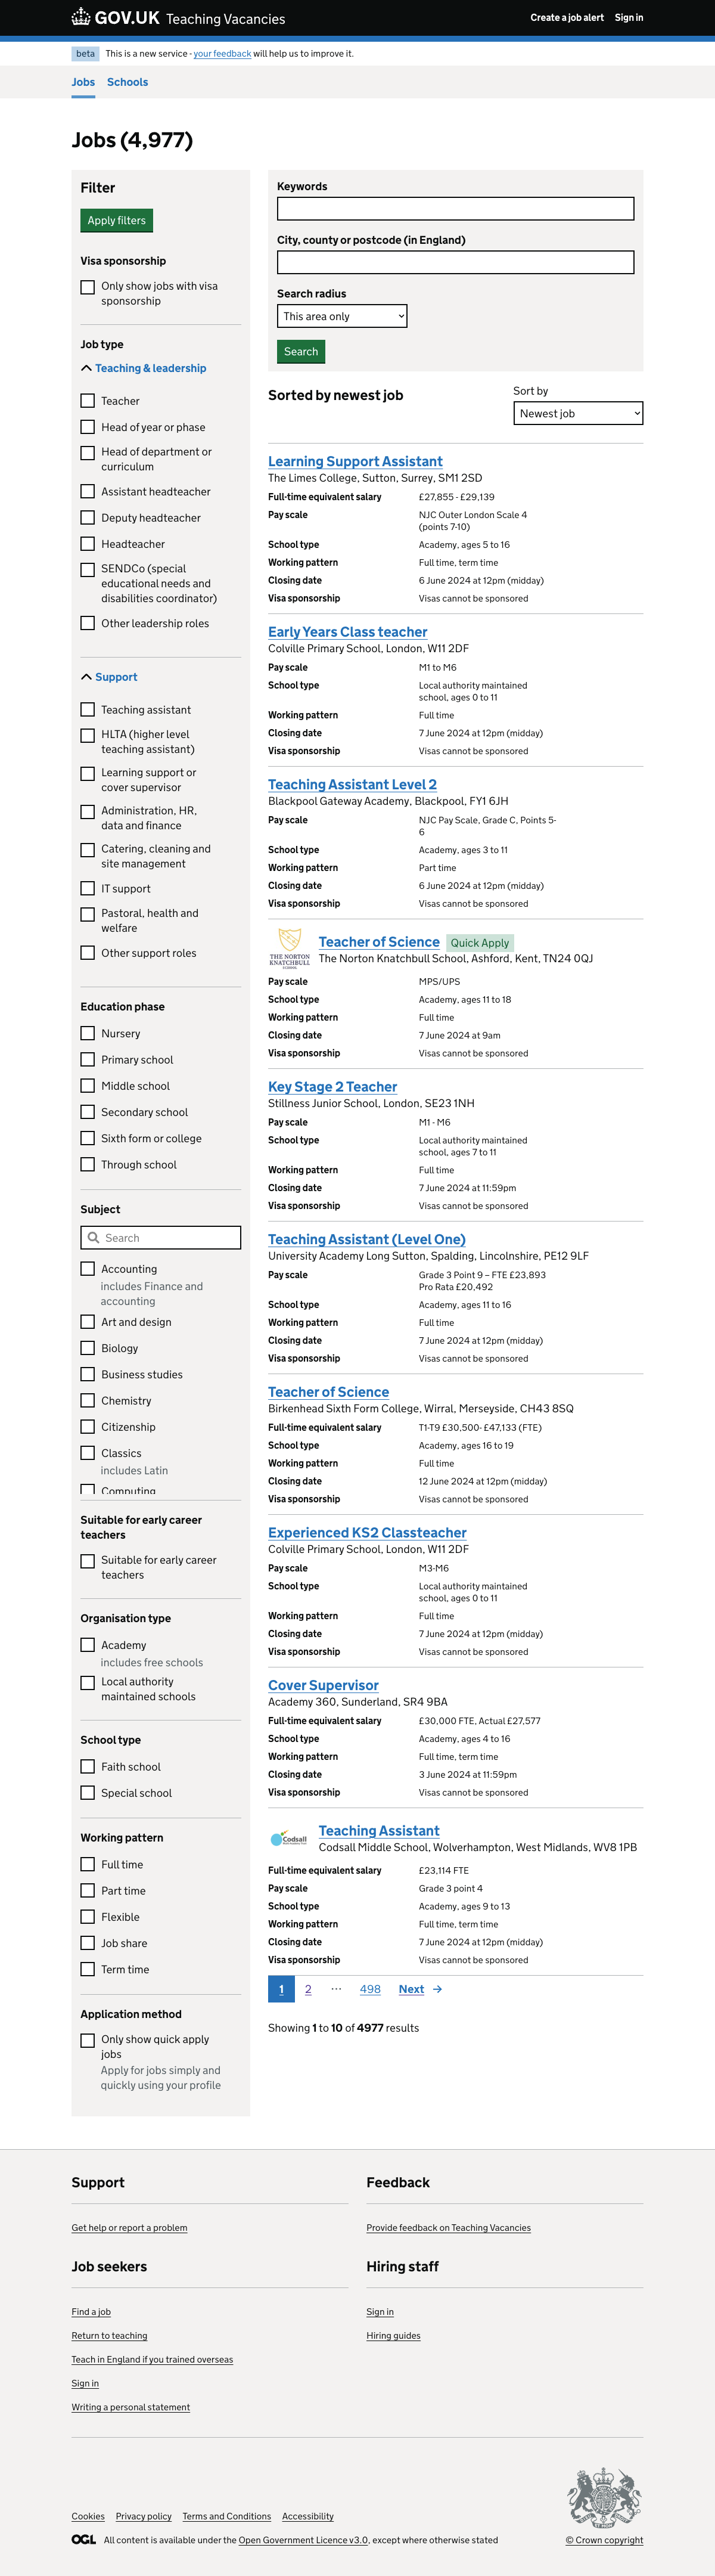 GOV.UK Teaching Vacancies
Create a job alert Sign in
beta This is a new service - your feedback will help us to improve it.
Jobs Schools
Jobs (4,977)
Filter
Apply filters
Visa sponsorship
Only show jobs with visa
sponsorship
Job type
Teaching & leadership
Teacher
Head of year or phase
Head of department or
curriculum
Assistant headteacher
Deputy headteacher
Headteacher
SENDCo (special
educational needs and
disabilities coordinator)
Other leadership roles
Support
Teaching assistant
HLTA (higher level
teaching assistant)
Learning support or
cover supervisor
Administration, HR,
data and finance
Catering, cleaning and
site management
IT support
Pastoral, health and
welfare
Other support roles
Education phase
Nursery
Primary school
Middle school
Secondary school
Sixth form or college
Through school
Subject
Search
Accounting
includes Finance and
accounting
Art and design
Biology
Business studies
Chemistry
Citizenship
Classics
includes Latin
Computing
Suitable for early career
teachers
Suitable for early career
teachers
Organisation type
Academy
includes free schools
Local authority
maintained schools
School type
Faith school
Special school
Working pattern
Full time
Part time
Flexible
Job share
Term time
Application method
Only show quick apply
jobs
Apply for jobs simply and
quickly using your profile
Keywords
City, county or postcode (in England)
Search radius
This area only
Search
Sorted by newest job
Sort by
Newest job
Learning Support Assistant
The Limes College, Sutton, Surrey, SM1 2SD
Full-time equivalent salary £27,855 - £29,139
Pay scale NJC Outer London Scale 4
(points 7-10)
School type Academy, ages 5 to 16
Working pattern Full time, term time
Closing date 6 June 2024 at 12pm (midday)
Visa sponsorship Visas cannot be sponsored
Early Years Class teacher
Colville Primary School, London, W11 2DF
Pay scale M1 to M6
School type Local authority maintained
school, ages 0 to 11
Working pattern Full time
Closing date 7 June 2024 at 12pm (midday)
Visa sponsorship Visas cannot be sponsored
Teaching Assistant Level 2
Blackpool Gateway Academy, Blackpool, FY1 6JH
Pay scale NJC Pay Scale, Grade C, Points 5-
6
School type Academy, ages 3 to 11
Working pattern Part time
Closing date 6 June 2024 at 12pm (midday)
Visa sponsorship Visas cannot be sponsored
THE NORTON
KNATCHBULL
SCHOOL
Teacher of Science Quick Apply
The Norton Knatchbull School, Ashford, Kent, TN24 0QJ
Pay scale MPS/UPS
School type Academy, ages 11 to 18
Working pattern Full time
Closing date 7 June 2024 at 9am
Visa sponsorship Visas cannot be sponsored
Key Stage 2 Teacher
Stillness Junior School, London, SE23 1NH
Pay scale M1 - M6
School type Local authority maintained
school, ages 7 to 11
Working pattern Full time
Closing date 7 June 2024 at 11:59pm
Visa sponsorship Visas cannot be sponsored
Teaching Assistant (Level One)
University Academy Long Sutton, Spalding, Lincolnshire, PE12 9LF
Pay scale Grade 3 Point 9 – FTE £23,893
Pro Rata £20,492
School type Academy, ages 11 to 16
Working pattern Full time
Closing date 7 June 2024 at 12pm (midday)
Visa sponsorship Visas cannot be sponsored
Teacher of Science
Birkenhead Sixth Form College, Wirral, Merseyside, CH43 8SQ
Full-time equivalent salary T1-T9 £30,500- £47,133 (FTE)
School type Academy, ages 16 to 19
Working pattern Full time
Closing date 12 June 2024 at 12pm (midday)
Visa sponsorship Visas cannot be sponsored
Experienced KS2 Classteacher
Colville Primary School, London, W11 2DF
Pay scale M3-M6
School type Local authority maintained
school, ages 0 to 11
Working pattern Full time
Closing date 7 June 2024 at 12pm (midday)
Visa sponsorship Visas cannot be sponsored
Cover Supervisor
Academy 360, Sunderland, SR4 9BA
Full-time equivalent salary £30,000 FTE, Actual £27,577
School type Academy, ages 4 to 16
Working pattern Full time, term time
Closing date 3 June 2024 at 11:59pm
Visa sponsorship Visas cannot be sponsored
Codsall
Teaching Assistant
Codsall Middle School, Wolverhampton, West Midlands, WV8 1PB
Full-time equivalent salary £23,114 FTE
Pay scale Grade 3 point 4
School type Academy, ages 9 to 13
Working pattern Full time, term time
Closing date 7 June 2024 at 12pm (midday)
Visa sponsorship Visas cannot be sponsored
1 2 ⋯ 498 Next →
Showing 1 to 10 of 4977 results
Support
Get help or report a problem
Feedback
Provide feedback on Teaching Vacancies
Job seekers
Find a job
Return to teaching
Teach in England if you trained overseas
Sign in
Writing a personal statement
Hiring staff
Sign in
Hiring guides
Cookies Privacy policy Terms and Conditions Accessibility
OGL All content is available under the Open Government Licence v3.0, except where otherwise stated
© Crown copyright